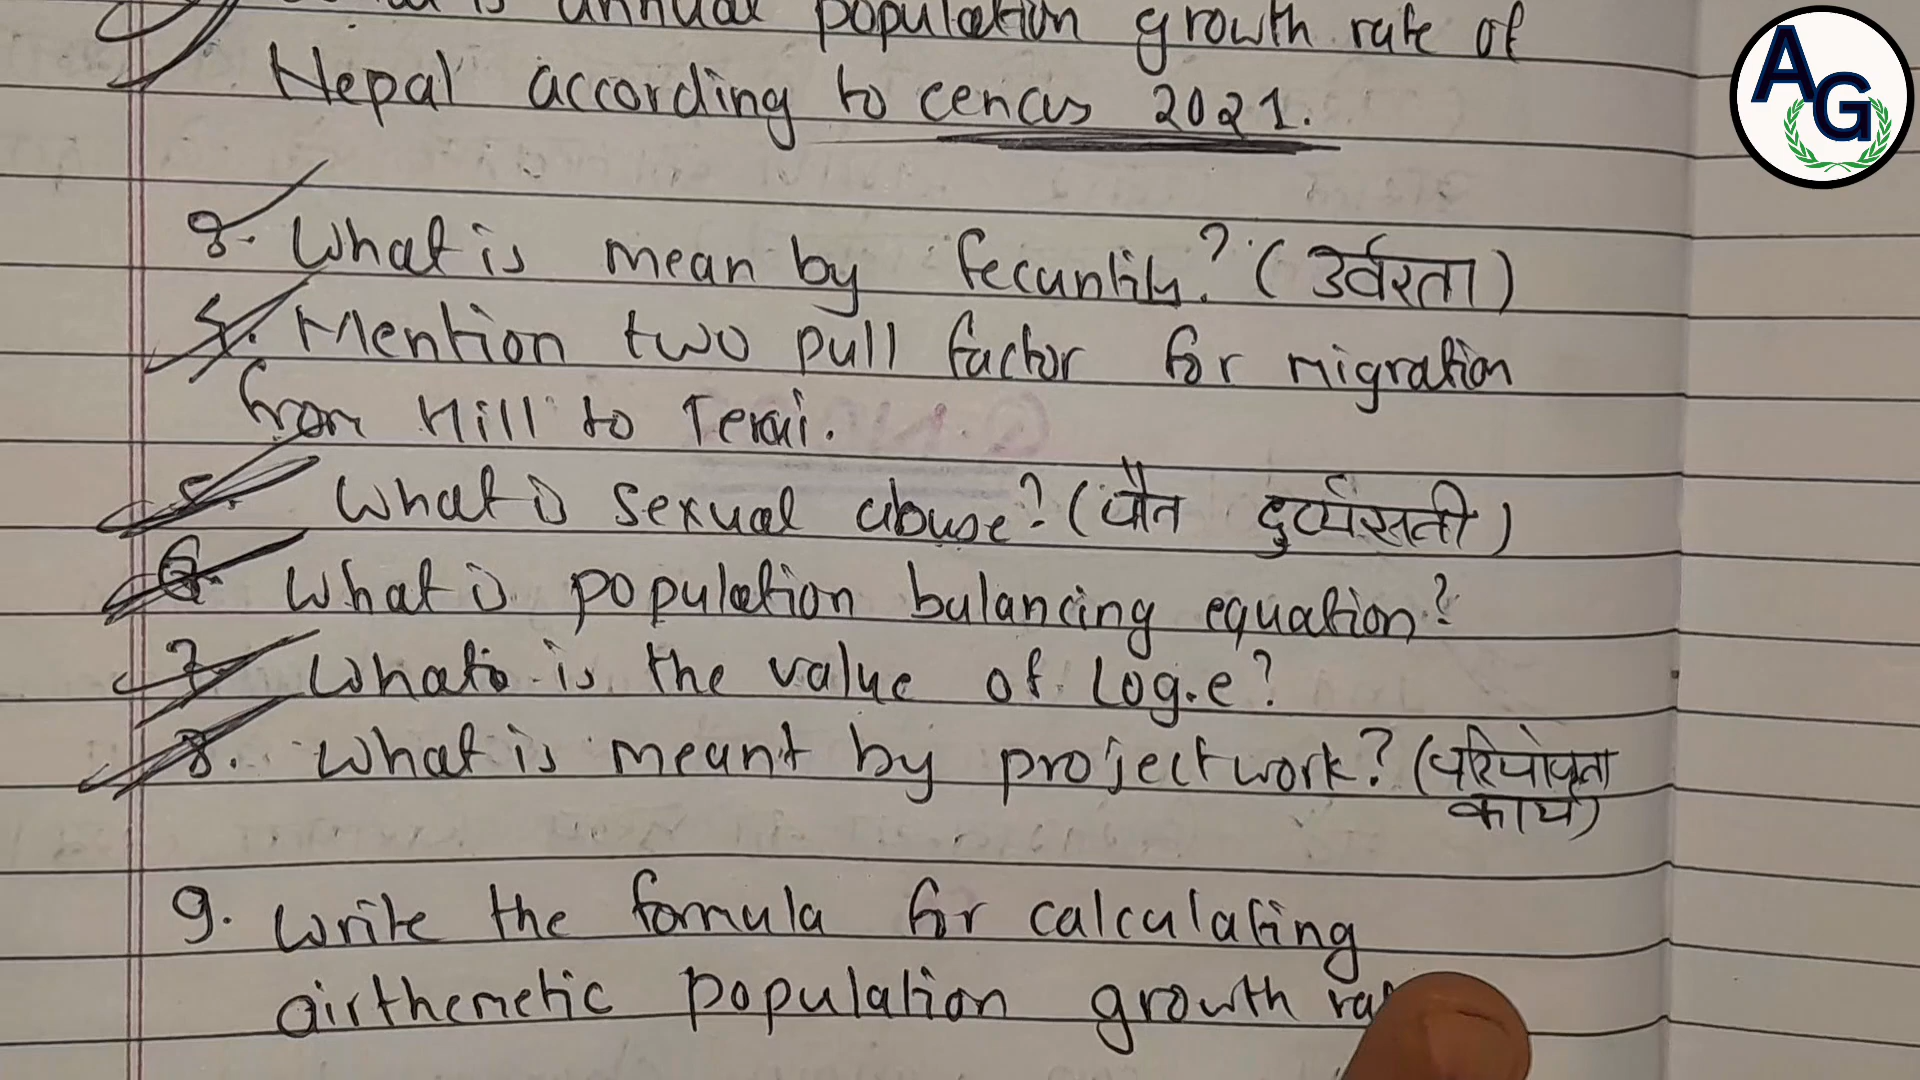 is annual population growth rate of
Nepal according to cencus 2021.
AG
3. What is mean by fecuntity? (उर्वरता)
4. Mention two pull factor for migration
from Hill to Terai.
5. What is sexual abuse? (यौन
6. What is population balancing equation?
7. What is is the value of Log.e?
8. What is meant by project work? (परियोजना
कार्य)
9. Write the formula for calculating
airthemetic population growth